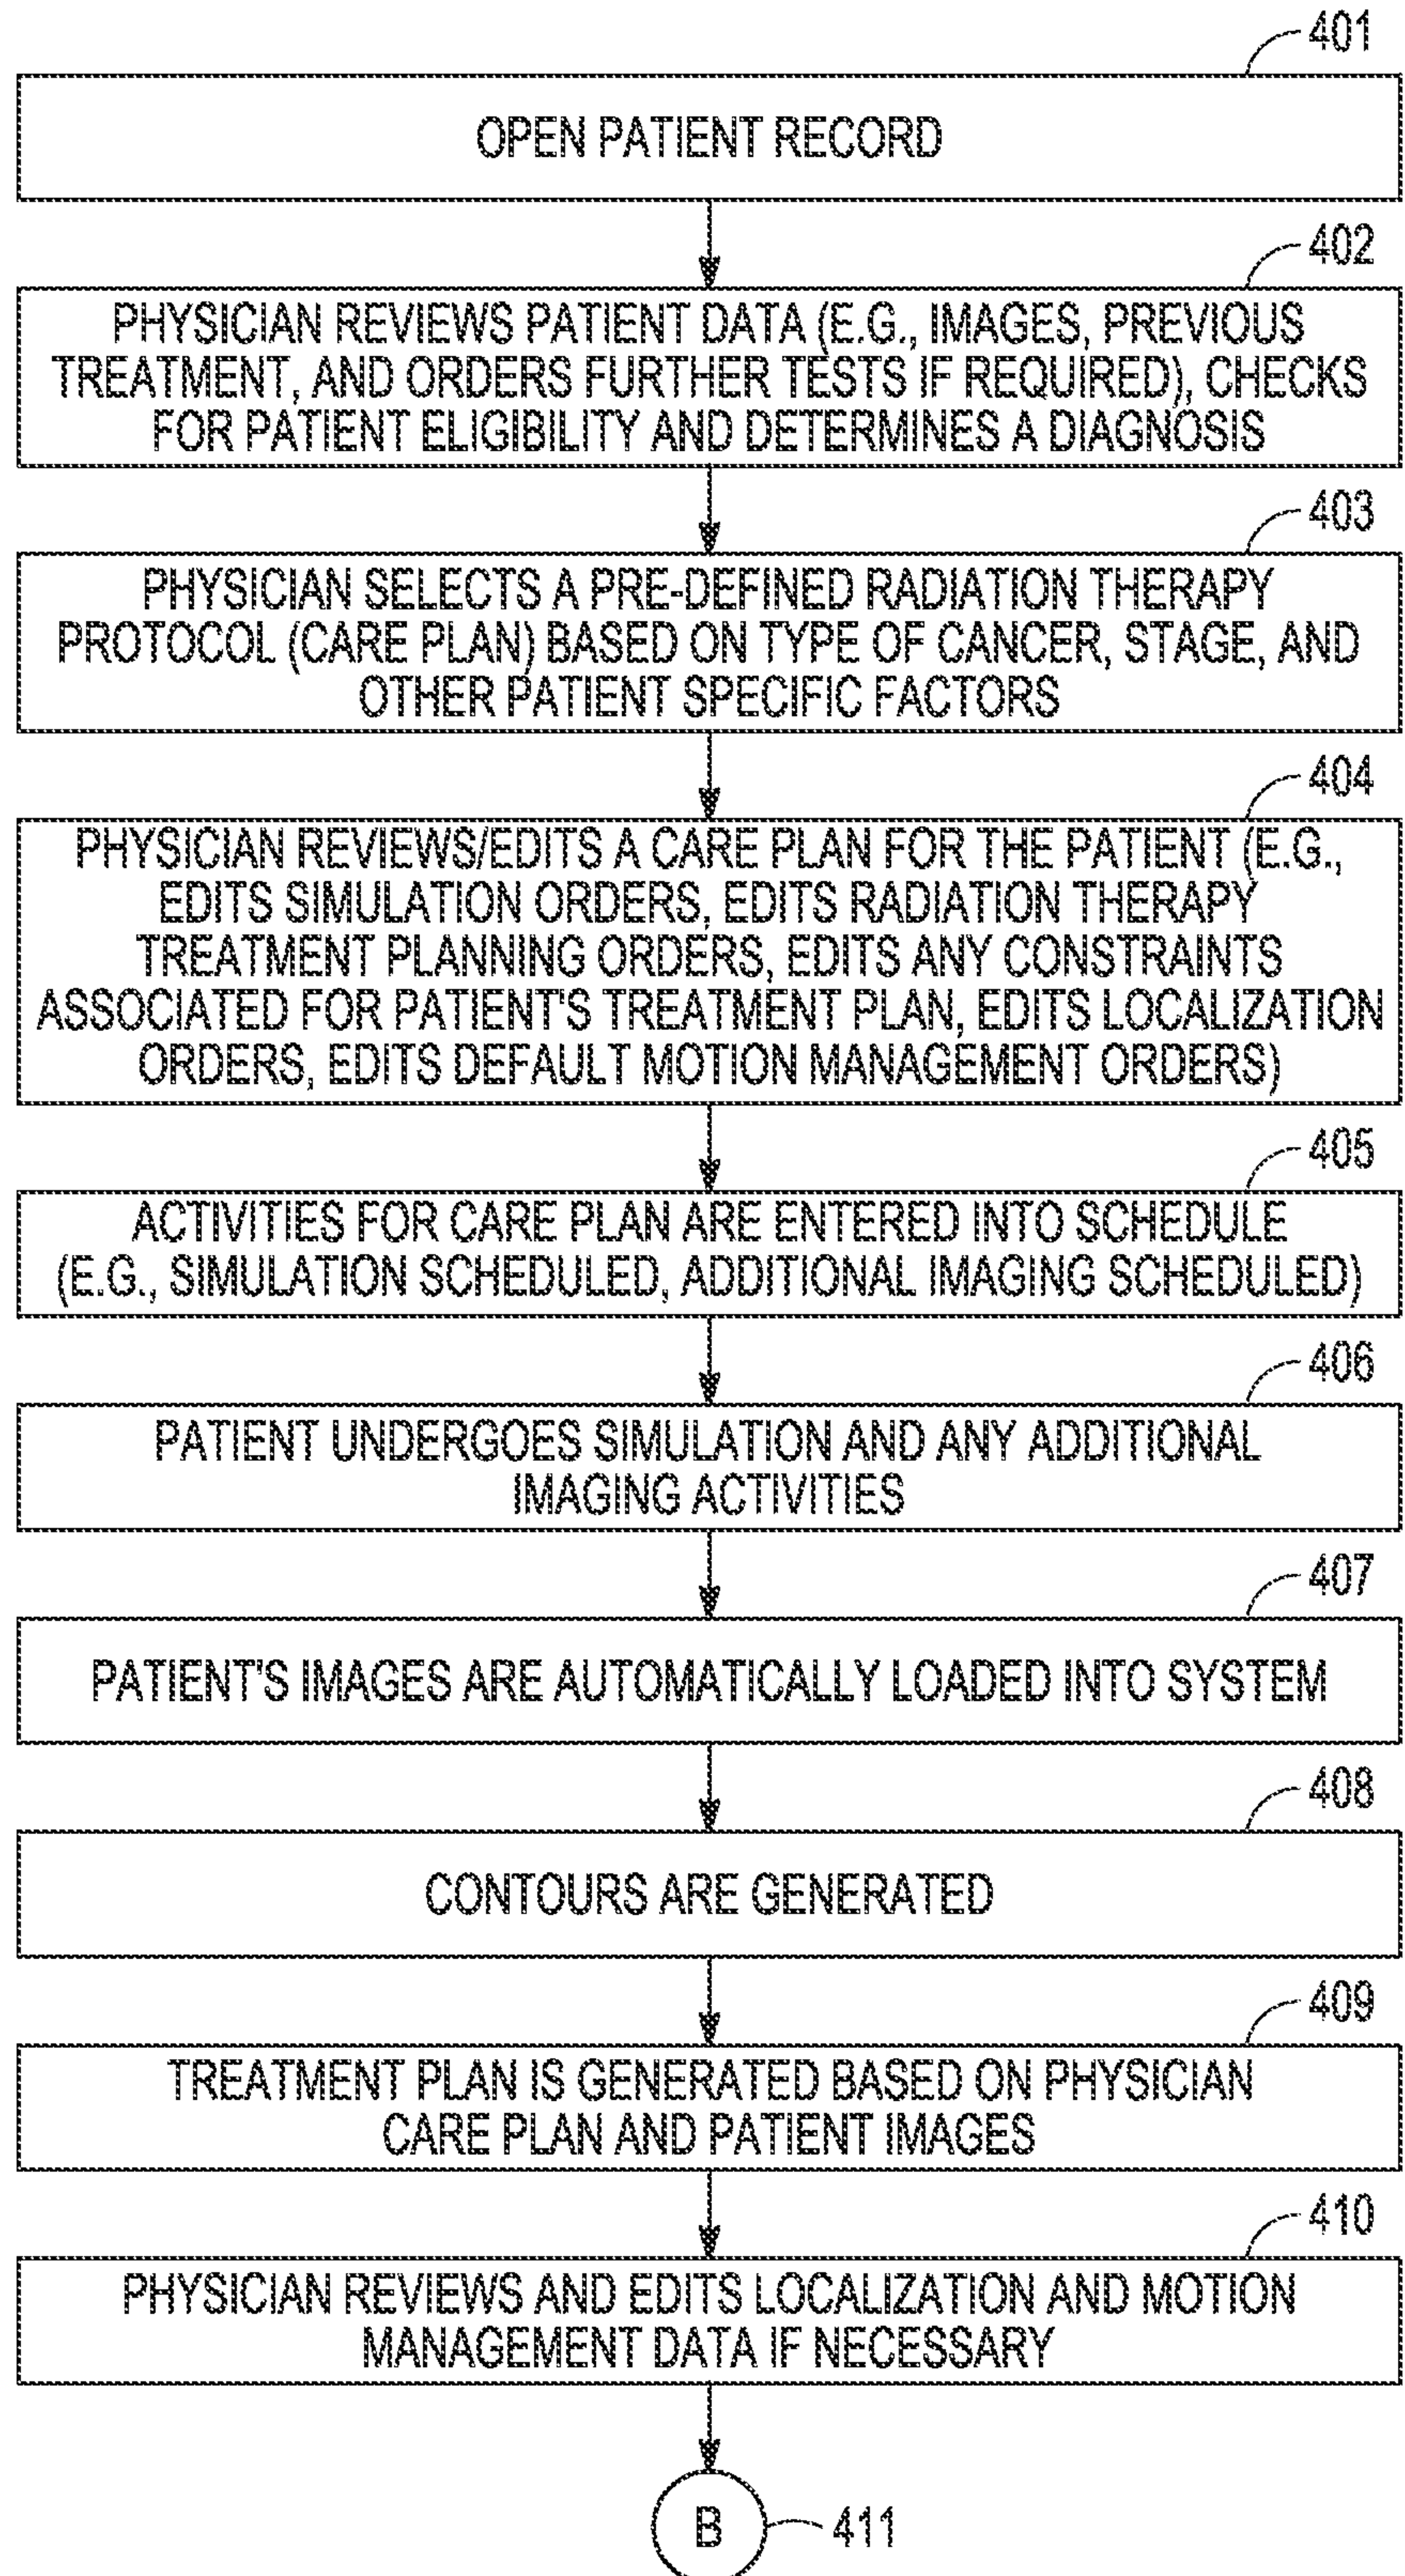 401
OPEN PATIENT RECORD
402
PHYSICIAN REVIEWS PATIENT DATA (E.G., IMAGES, PREVIOUS
TREATMENT, AND ORDERS FURTHER TESTS IF REQUIRED), CHECKS
FOR PATIENT ELIGIBILITY AND DETERMINES A DIAGNOSIS
403
PHYSICIAN SELECTS A PRE-DEFINED RADIATION THERAPY
PROTOCOL (CARE PLAN) BASED ON TYPE OF CANCER, STAGE, AND
OTHER PATIENT SPECIFIC FACTORS
404
PHYSICIAN REVIEWS/EDITS A CARE PLAN FOR THE PATIENT (E.G.,
EDITS SIMULATION ORDERS, EDITS RADIATION THERAPY
TREATMENT PLANNING ORDERS, EDITS ANY CONSTRAINTS
ASSOCIATED FOR PATIENT'S TREATMENT PLAN, EDITS LOCALIZATION
ORDERS, EDITS DEFAULT MOTION MANAGEMENT ORDERS)
405
ACTIVITIES FOR CARE PLAN ARE ENTERED INTO SCHEDULE
(E.G., SIMULATION SCHEDULED, ADDITIONAL IMAGING SCHEDULED)
406
PATIENT UNDERGOES SIMULATION AND ANY ADDITIONAL
IMAGING ACTIVITIES
407
PATIENT'S IMAGES ARE AUTOMATICALLY LOADED INTO SYSTEM
408
CONTOURS ARE GENERATED
409
TREATMENT PLAN IS GENERATED BASED ON PHYSICIAN
CARE PLAN AND PATIENT IMAGES
410
PHYSICIAN REVIEWS AND EDITS LOCALIZATION AND MOTION
MANAGEMENT DATA IF NECESSARY
B 411